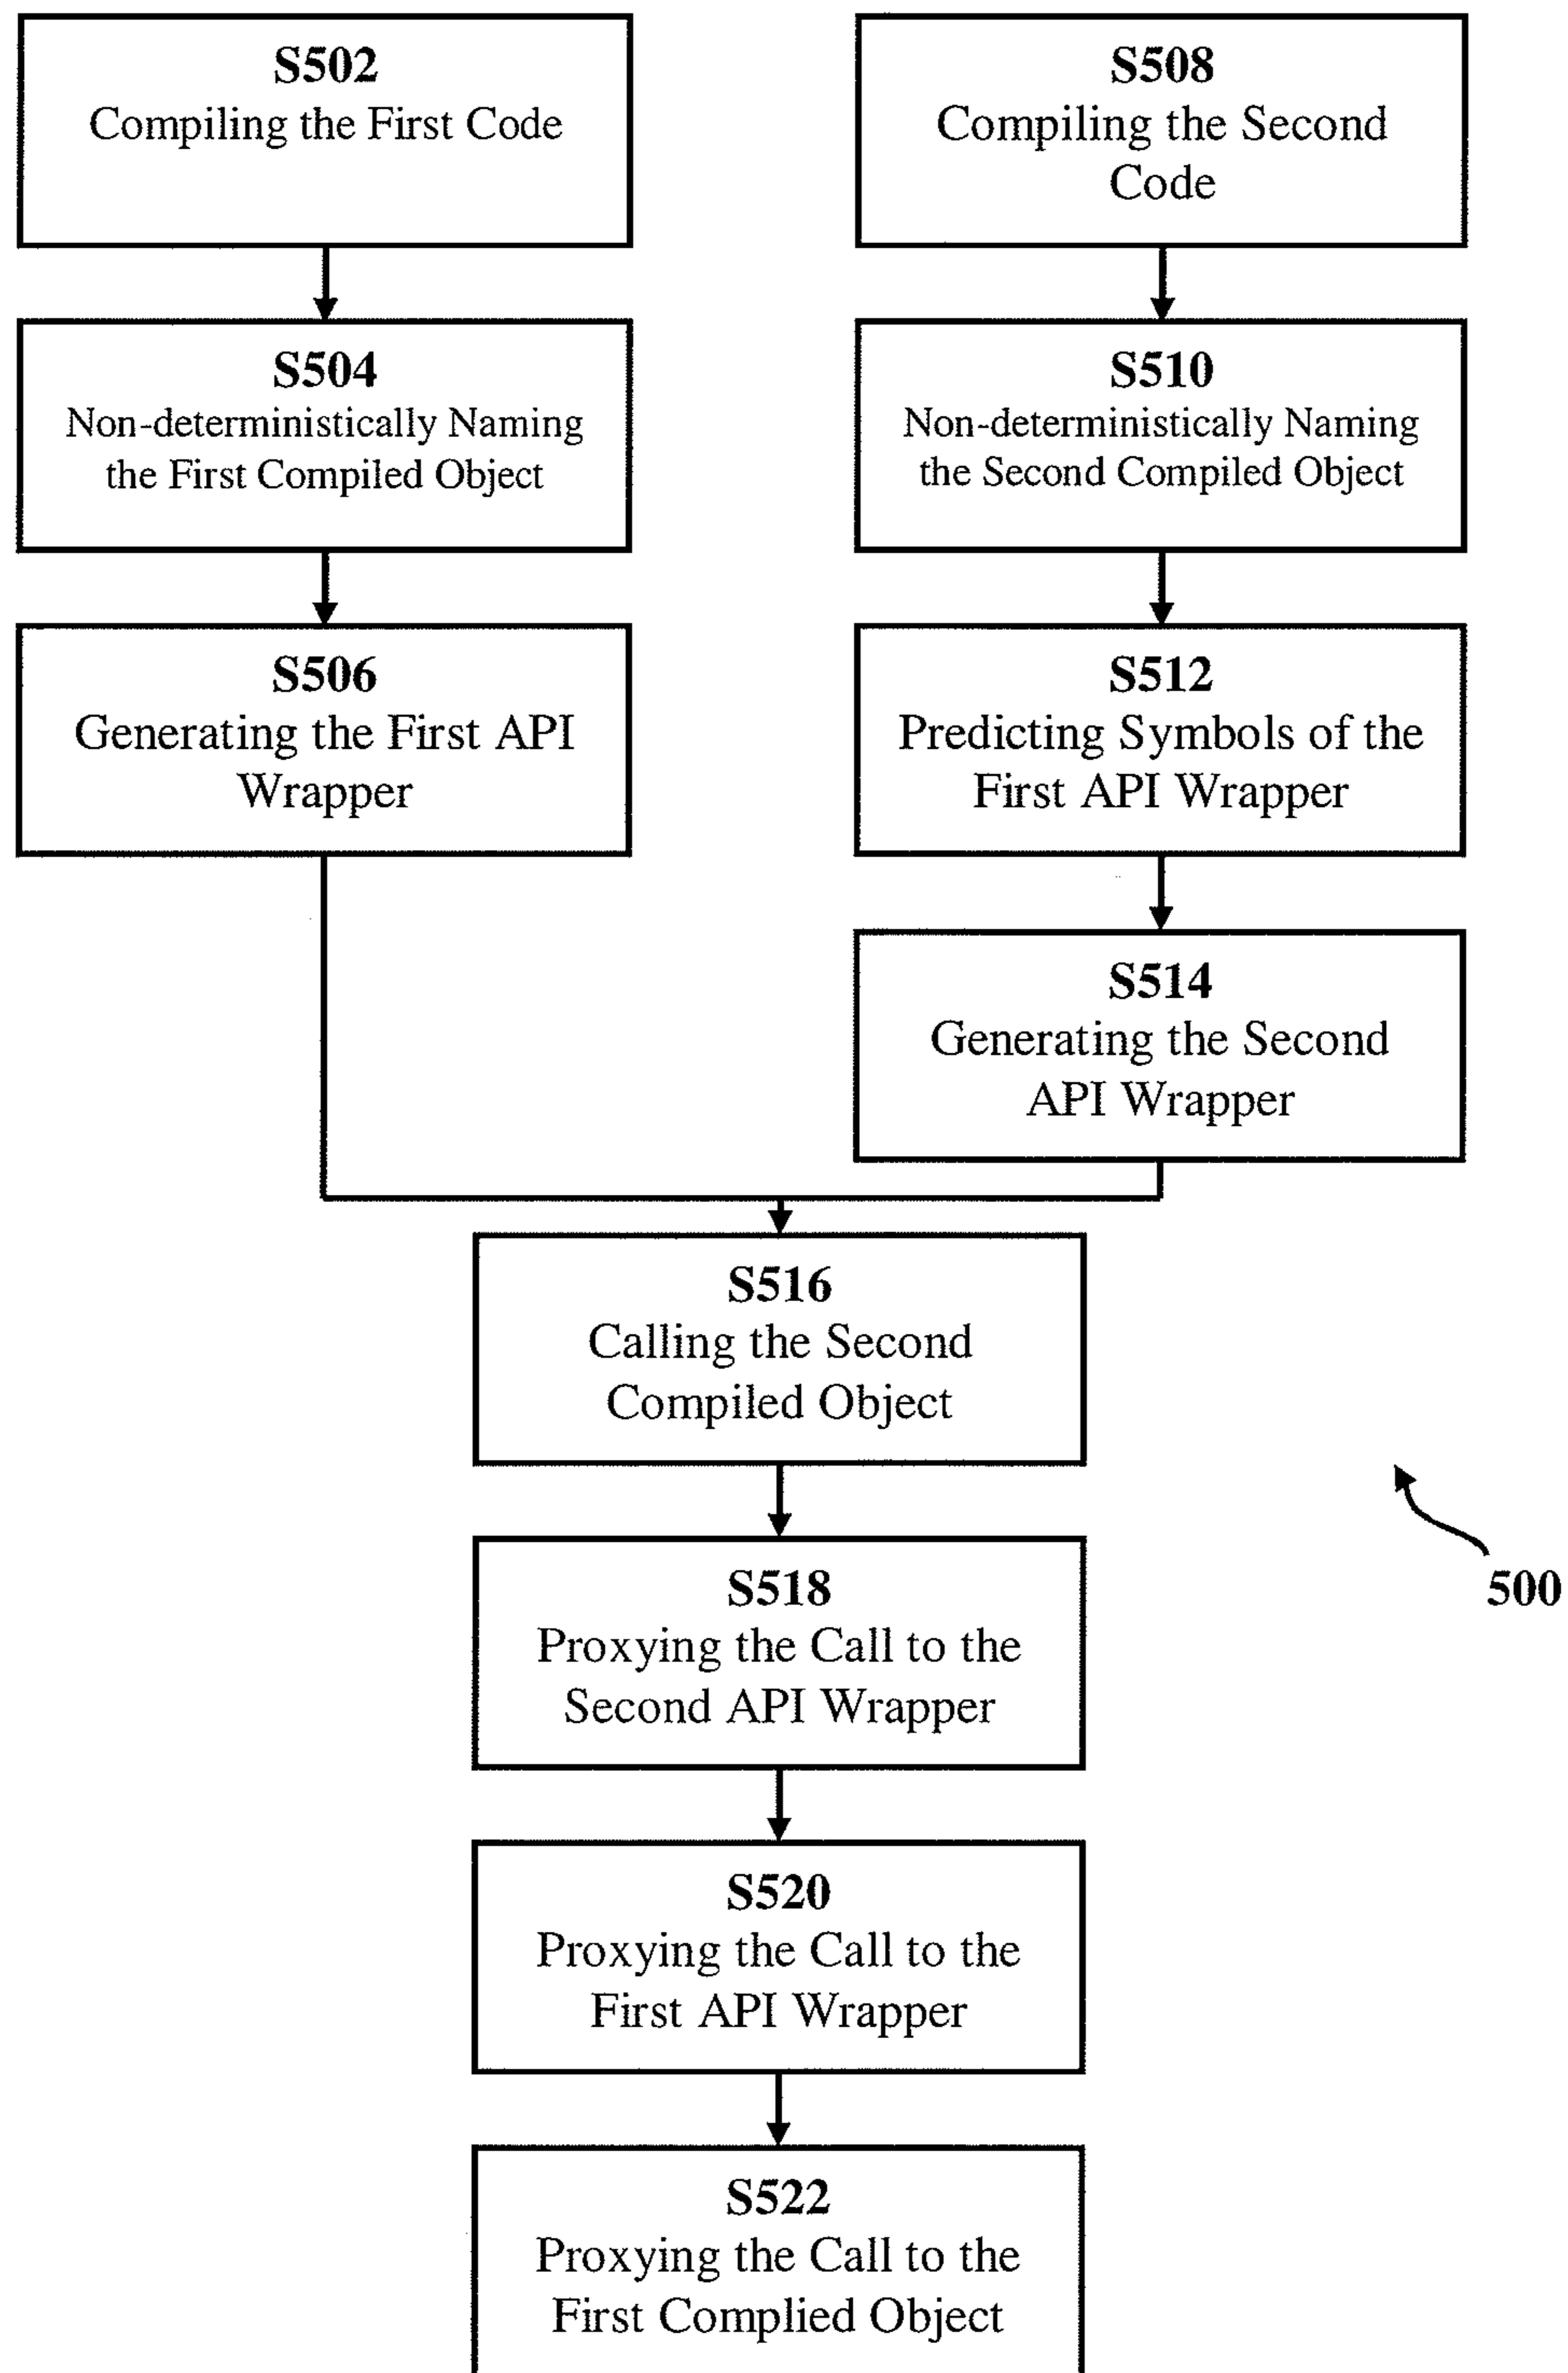 S502
Compiling the First Code
S504
Non-deterministically Naming
the First Compiled Object
S506
Generating the First API
Wrapper
S508
Compiling the Second
Code
S510
Non-deterministically Naming
the Second Compiled Object
S512
Predicting Symbols of the
First API Wrapper
S514
Generating the Second
API Wrapper
S516
Calling the Second
Compiled Object
S518
Proxying the Call to the
Second API Wrapper
S520
Proxying the Call to the
First API Wrapper
S522
Proxying the Call to the
First Complied Object
500